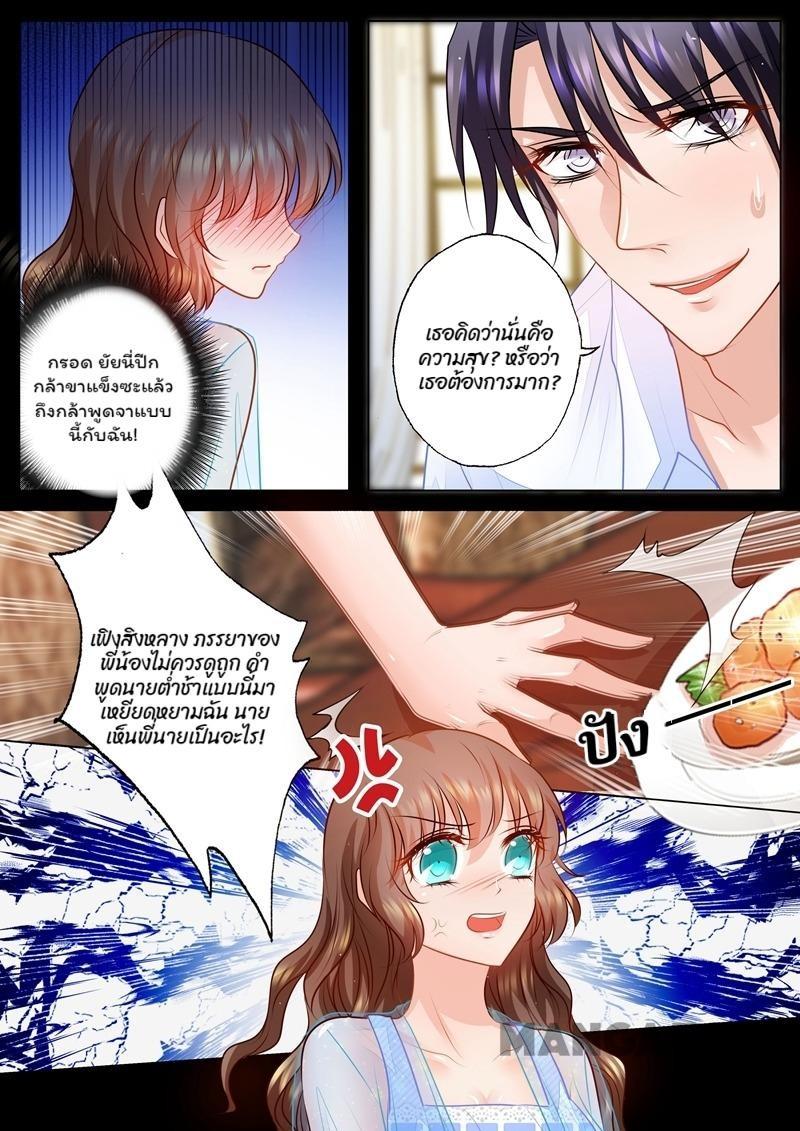 กรอด ยัยนี่ปีก
กล้าขาแข็งซะแล้ว
ถึงกล้าพูดจาแบบ
นี้กับฉัน!
เธอคิดว่านั่นคือ
ความสุข? หรือว่า
เธอต้องการมาก?
เฟิงสิงหลาง ภรรยาของ
พี่น้องไม่ควรดูถูก คำ
พูดนายต่ำช้าแบบนี้มา
เหยียดหยามฉัน นาย
เห็นพี่นายเป็นอะไร!
ปัง